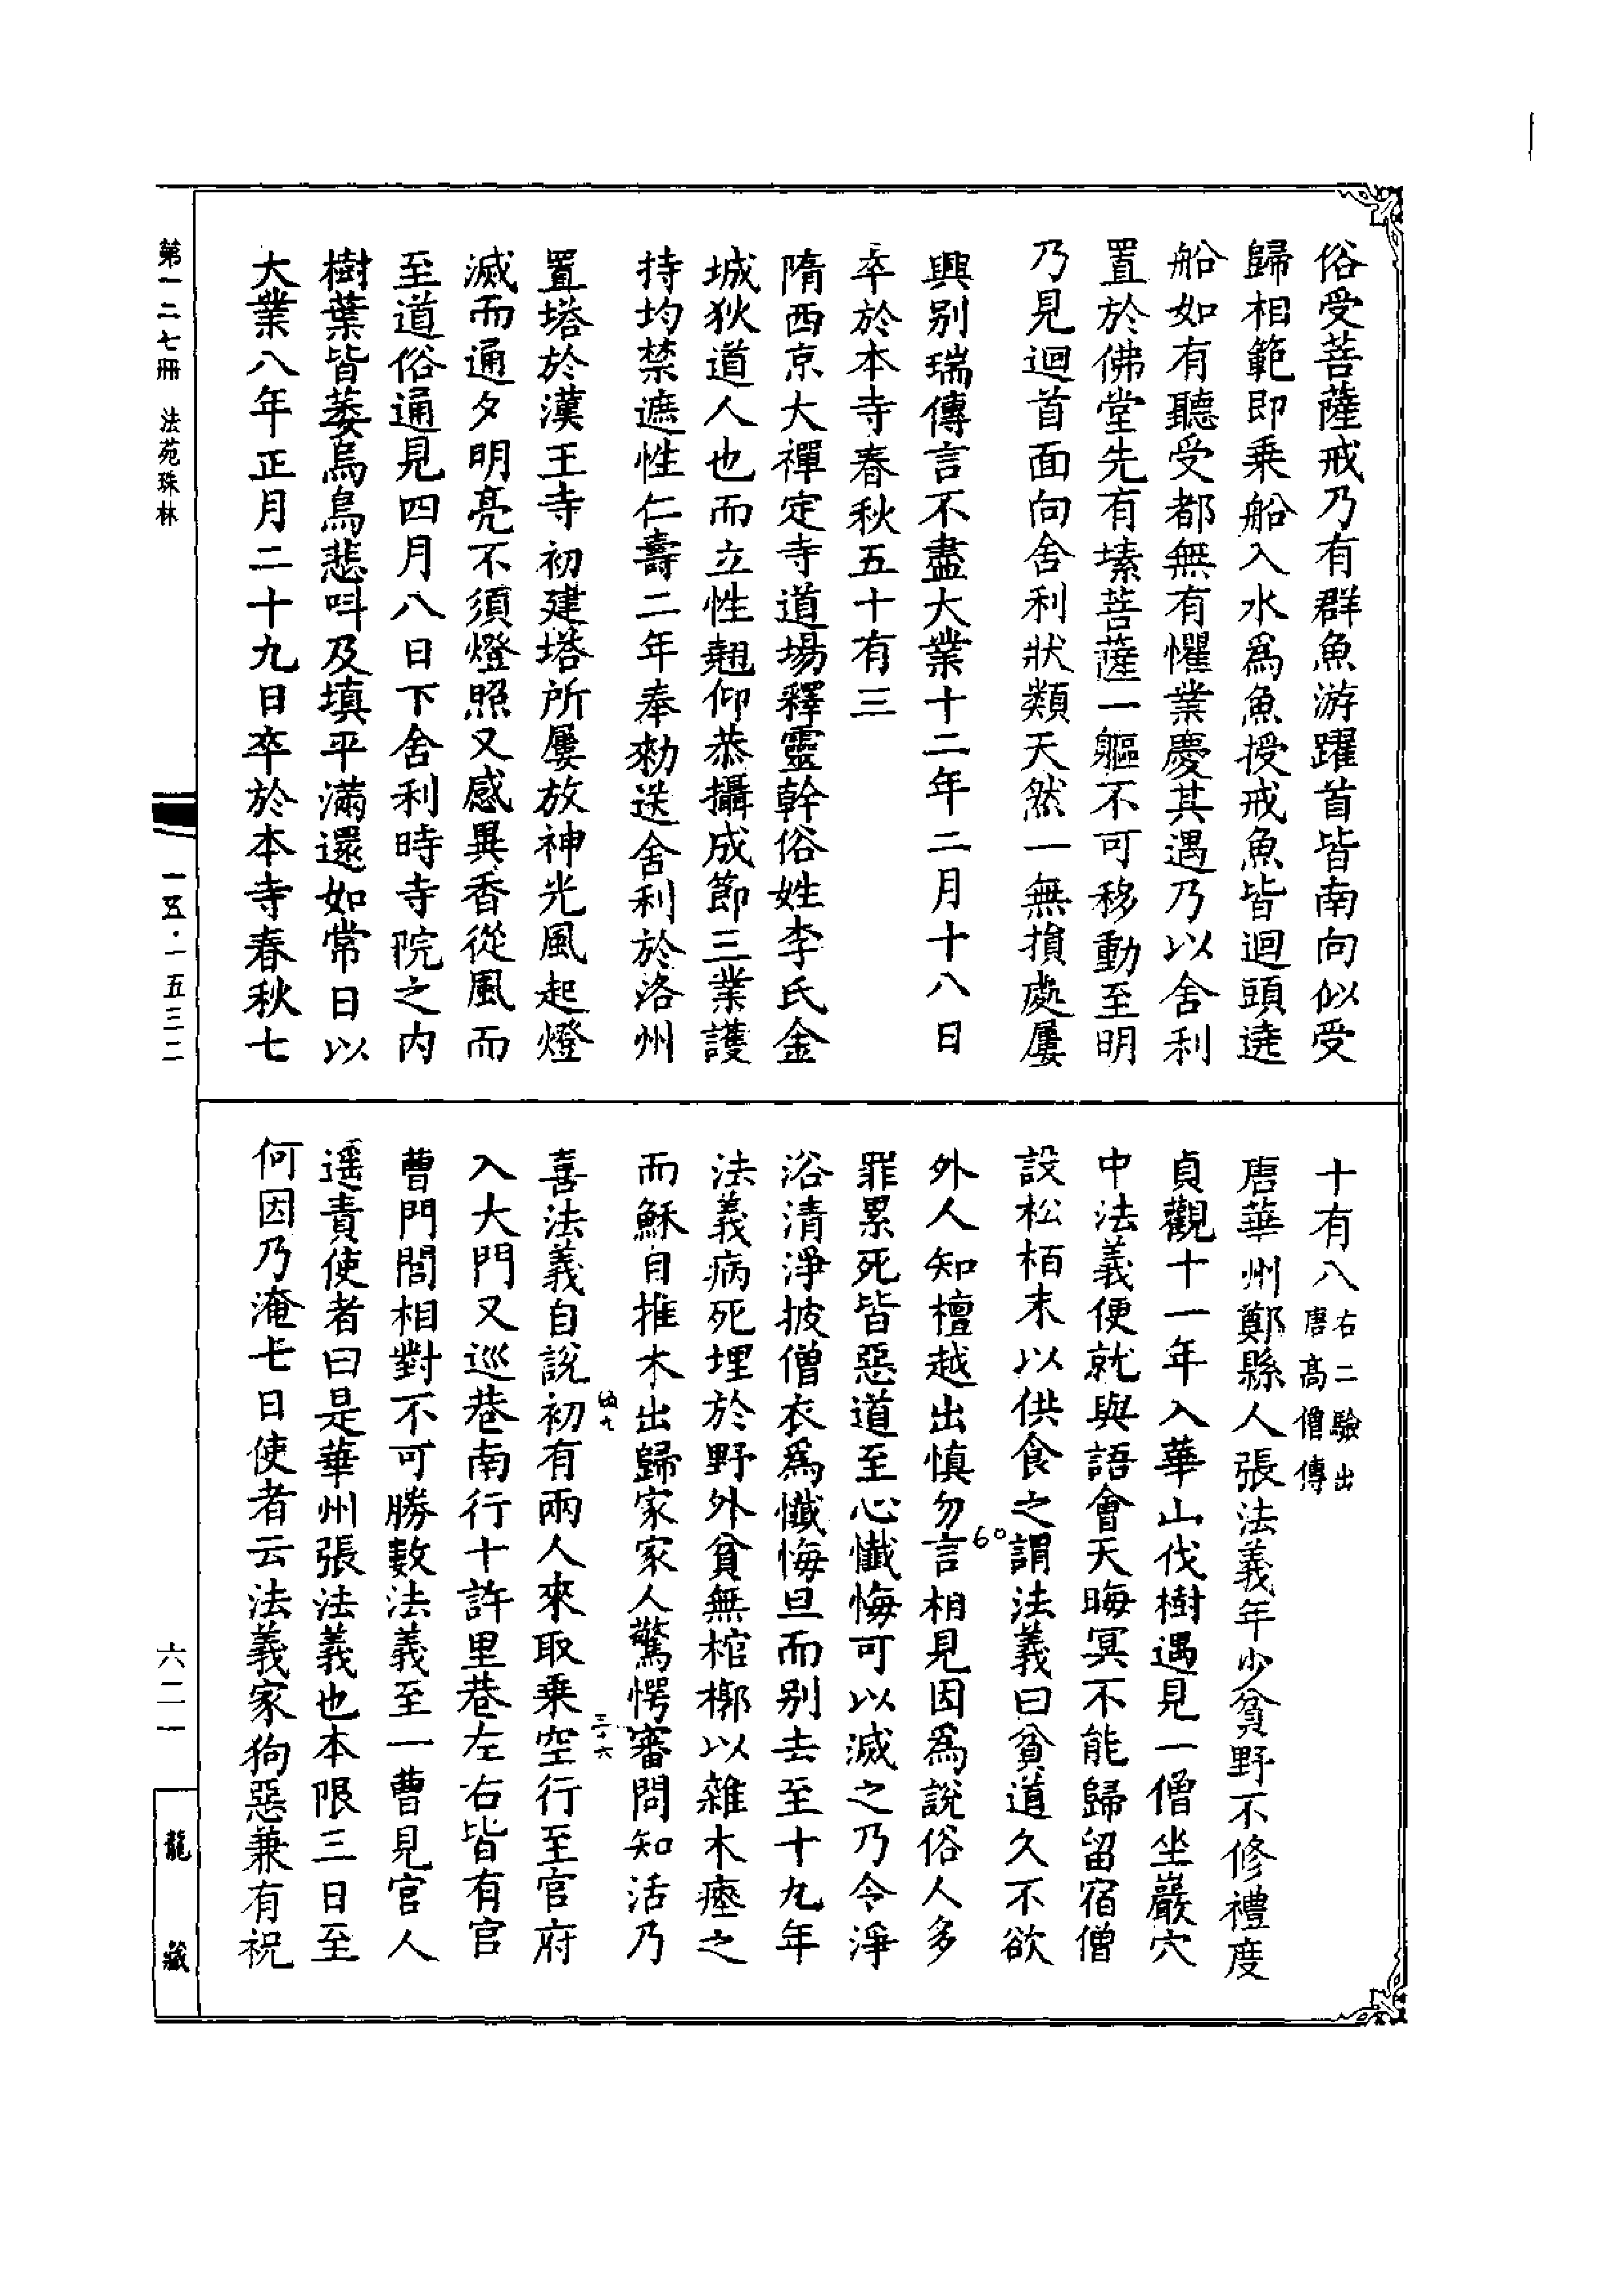 俗受菩薩戒乃有群魚游躍首皆南向似受
歸相範即乗船入水爲魚授戒魚皆迴頭遶
船如有聽受都無有懼業慶其遇乃以舍利
置於佛堂先有塐菩薩一軀不可移動至明
乃見迴首面向舍利狀類天然一無損處屢
興别瑞傳言不盡大業十二年二月十八日
卒於本寺春秋五十有三
隋西京大禪定寺道場釋靈幹俗姓李氏金
城狄道人也而立性翹仰恭攝成節三業護
持均禁遮性仁壽二年奉勑送舍利於洛州
置塔於漢王寺初建塔所屢放神光風起燈
滅而通夕明亮不須燈照又感異香從風而
至道俗通見四月八日下舍利時寺院之内
樹葉皆萎烏鳥悲呌及填平滿還如常日以
大業八年正月二十九日卒於本寺春秋七
十有八右二驗出唐高僧傳
唐華州鄭縣人張法義年少貧野不修禮度
貞觀十一年入華山伐樹遇見一僧坐巖穴
中法義便就與語會天晦冥不能歸留宿僧
設松栢末以供食之謂法義曰貧道久不欲
60
外人知檀越出慎勿言相見因爲說俗人多
罪累死皆惡道至心懺悔可以滅之乃令淨
浴清淨披僧衣爲懺悔旦而别去至十九年
法義病死埋於野外貧無棺槨以雜木瘞之
而穌自推木出歸家家人驚愕審問知活乃
三六
喜法義自說初有兩人來取乗空行至官府
入大門又巡巷南行十許里巷左右皆有官
曹門閭相對不可勝數法義至一曹見官人
遥責使者曰是華州張法義也本限三日至
何因乃淹七日使者云法義家狗惡兼有祝
第一二七冊 法苑珠林
一五·一五三二
六二一
龍藏